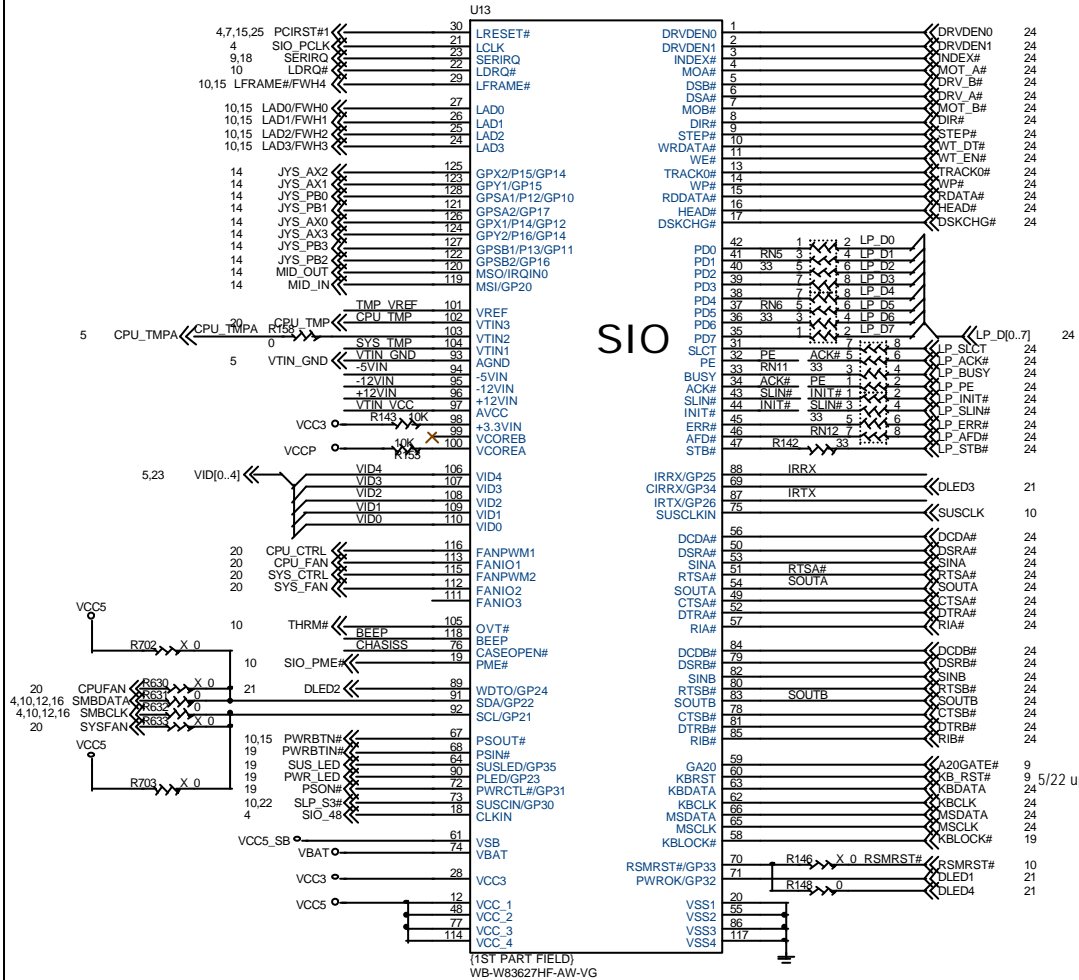 U13
4,7,15,25 PCIRST#1 30 LRESET#
4 SIO_PCLK 21 LCLK
9,18 SERIRQ 23 SERIRQ
10 LDRQ# 22 LDRQ#
10,15 LFRAME#/FWH4 29 LFRAME#
10,15 LAD0/FWH0 27 LAD0
10,15 LAD1/FWH1 26 LAD1
10,15 LAD2/FWH2 25 LAD2
10,15 LAD3/FWH3 24 LAD3
14 JYS_AX2 125 GPX2/P15/GP14
14 JYS_AX1 123 GPY1/GP15
14 JYS_PB0 128 GPSA1/P12/GP10
14 JYS_PB1 121 GPSA2/GP17
14 JYS_AX0 126 GPX1/P14/GP12
14 JYS_AX3 124 GPY2/P16/GP14
14 JYS_PB3 127 GPSB1/P13/GP11
14 JYS_PB2 122 GPSB2/GP16
14 MID_OUT 120 MSO/IRQIN0
14 MID_IN 119 MSI/GP20
TMP_VREF 101 VREF
20 CPU_TMP CPU_TMP 102 VTIN3
5 CPU_TMPA CPU_TMPA R158 0 103 VTIN2
SYS_TMP 104 VTIN1
5 VTIN_GND VTIN_GND 93 AGND
-5VIN 94 -5VIN
-12VIN 95 -12VIN
+12VIN 96 +12VIN
VTIN_VCC 97 AVCC
VCC3 R143 10K 98 +3.3VIN
99 VCOREB
VCCP 10K R153 100 VCOREA
5,23 VID[0..4] VID4 106 VID4
VID3 107 VID3
VID2 108 VID2
VID1 109 VID1
VID0 110 VID0
20 CPU_CTRL 116 FANPWM1
20 CPU_FAN 113 FANIO1
20 SYS_CTRL 115 FANPWM2
20 SYS_FAN 112 FANIO2
111 FANIO3
10 THRM# 105 OVT#
BEEP 118 BEEP
CHASISS 76 CASEOPEN#
10 SIO_PME# 19 PME#
21 DLED2 89 WDTO/GP24
91 SDA/GP22
92 SCL/GP21
VCC5
R702 X 0
20 CPUFAN R630 X 0
4,10,12,16 SMBDATA R631 0
4,10,12,16 SMBCLK R632 0
20 SYSFAN R633 X 0
VCC5
R703 X 0
10,15 PWRBTN# 67 PSOUT#
19 PWRBTIN# 68 PSIN#
19 SUS_LED 64 SUSLED/GP35
19 PWR_LED 90 PLED/GP23
19 PSON# 72 PWRCTL#/GP31
10,22 SLP_S3# 73 SUSCIN/GP30
4 SIO_48 18 CLKIN
VCC5_SB 61 VSB
VBAT 74 VBAT
VCC3 28 VCC3
VCC5 12 VCC_1
48 VCC_2
77 VCC_3
114 VCC_4
SIO
DRVDEN0 1 DRVDEN0 24
DRVDEN1 2 DRVDEN1 24
INDEX# 3 INDEX# 24
MOA# 4 MOT_A# 24
DSB# 5 DRV_B# 24
DSA# 6 DRV_A# 24
MOB# 7 MOT_B# 24
DIR# 8 DIR# 24
STEP# 9 STEP# 24
WRDATA# 10 WT_DT# 24
WE# 11 WT_EN# 24
TRACK0# 13 TRACK0# 24
WP# 14 WP# 24
RDDATA# 15 RDATA# 24
HEAD# 16 HEAD# 24
DSKCHG# 17 DSKCHG# 24
PD0 42 1 2 LP_D0
PD1 41 RN5 3 4 LP_D1
PD2 40 33 5 6 LP_D2
PD3 39 7 8 LP_D3
PD4 38 7 8 LP_D4
PD5 37 RN6 5 6 LP_D5
PD6 36 33 3 4 LP_D6
PD7 35 1 2 LP_D7
LP_D[0..7] 24
SLCT 31 7 8 LP_SLCT 24
PE 32 PE ACK# 5 6 LP_ACK# 24
BUSY 33 RN11 33 3 4 LP_BUSY 24
ACK# 34 ACK# PE 1 2 LP_PE 24
SLIN# 43 SLIN# INIT# 1 2 LP_INIT# 24
INIT# 44 INIT# SLIN# 3 4 LP_SLIN# 24
ERR# 45 33 5 6 LP_ERR# 24
AFD# 46 RN12 7 8 LP_AFD# 24
STB# 47 R142 33 LP_STB# 24
IRRX/GP25 88 IRRX
CIRRX/GP34 69 DLED3 21
IRTX/GP26 87 IRTX
SUSCLKIN 75 SUSCLK 10
DCDA# 56 DCDA# 24
DSRA# 50 DSRA# 24
SINA 53 SINA 24
RTSA# 51 RTSA# RTSA# 24
SOUTA 54 SOUTA SOUTA 24
CTSA# 49 CTSA# 24
DTRA# 52 DTRA# 24
RIA# 57 RIA# 24
DCDB# 84 DCDB# 24
DSRB# 79 DSRB# 24
SINB 82 SINB 24
RTSB# 80 RTSB# 24
SOUTB 83 SOUTB SOUTB 24
CTSB# 78 CTSB# 24
DTRB# 81 DTRB# 24
RIB# 85 RIB# 24
GA20 59 A20GATE# 9
KBRST 60 KB_RST# 9 5/22 u
KBDATA 63 KBDATA 24
KBCLK 62 KBCLK 24
MSDATA 66 MSDATA 24
MSCLK 65 MSCLK 24
KBLOCK# 58 KBLOCK# 19
RSMRST#/GP33 70 R146 X 0 RSMRST# RSMRST# 10
PWROK/GP32 71 DLED1 21
R148 0 DLED4 21
VSS1 20
VSS2 55
VSS3 86
VSS4 117
{1ST PART FIELD}
WB-W83627HF-AW-VG